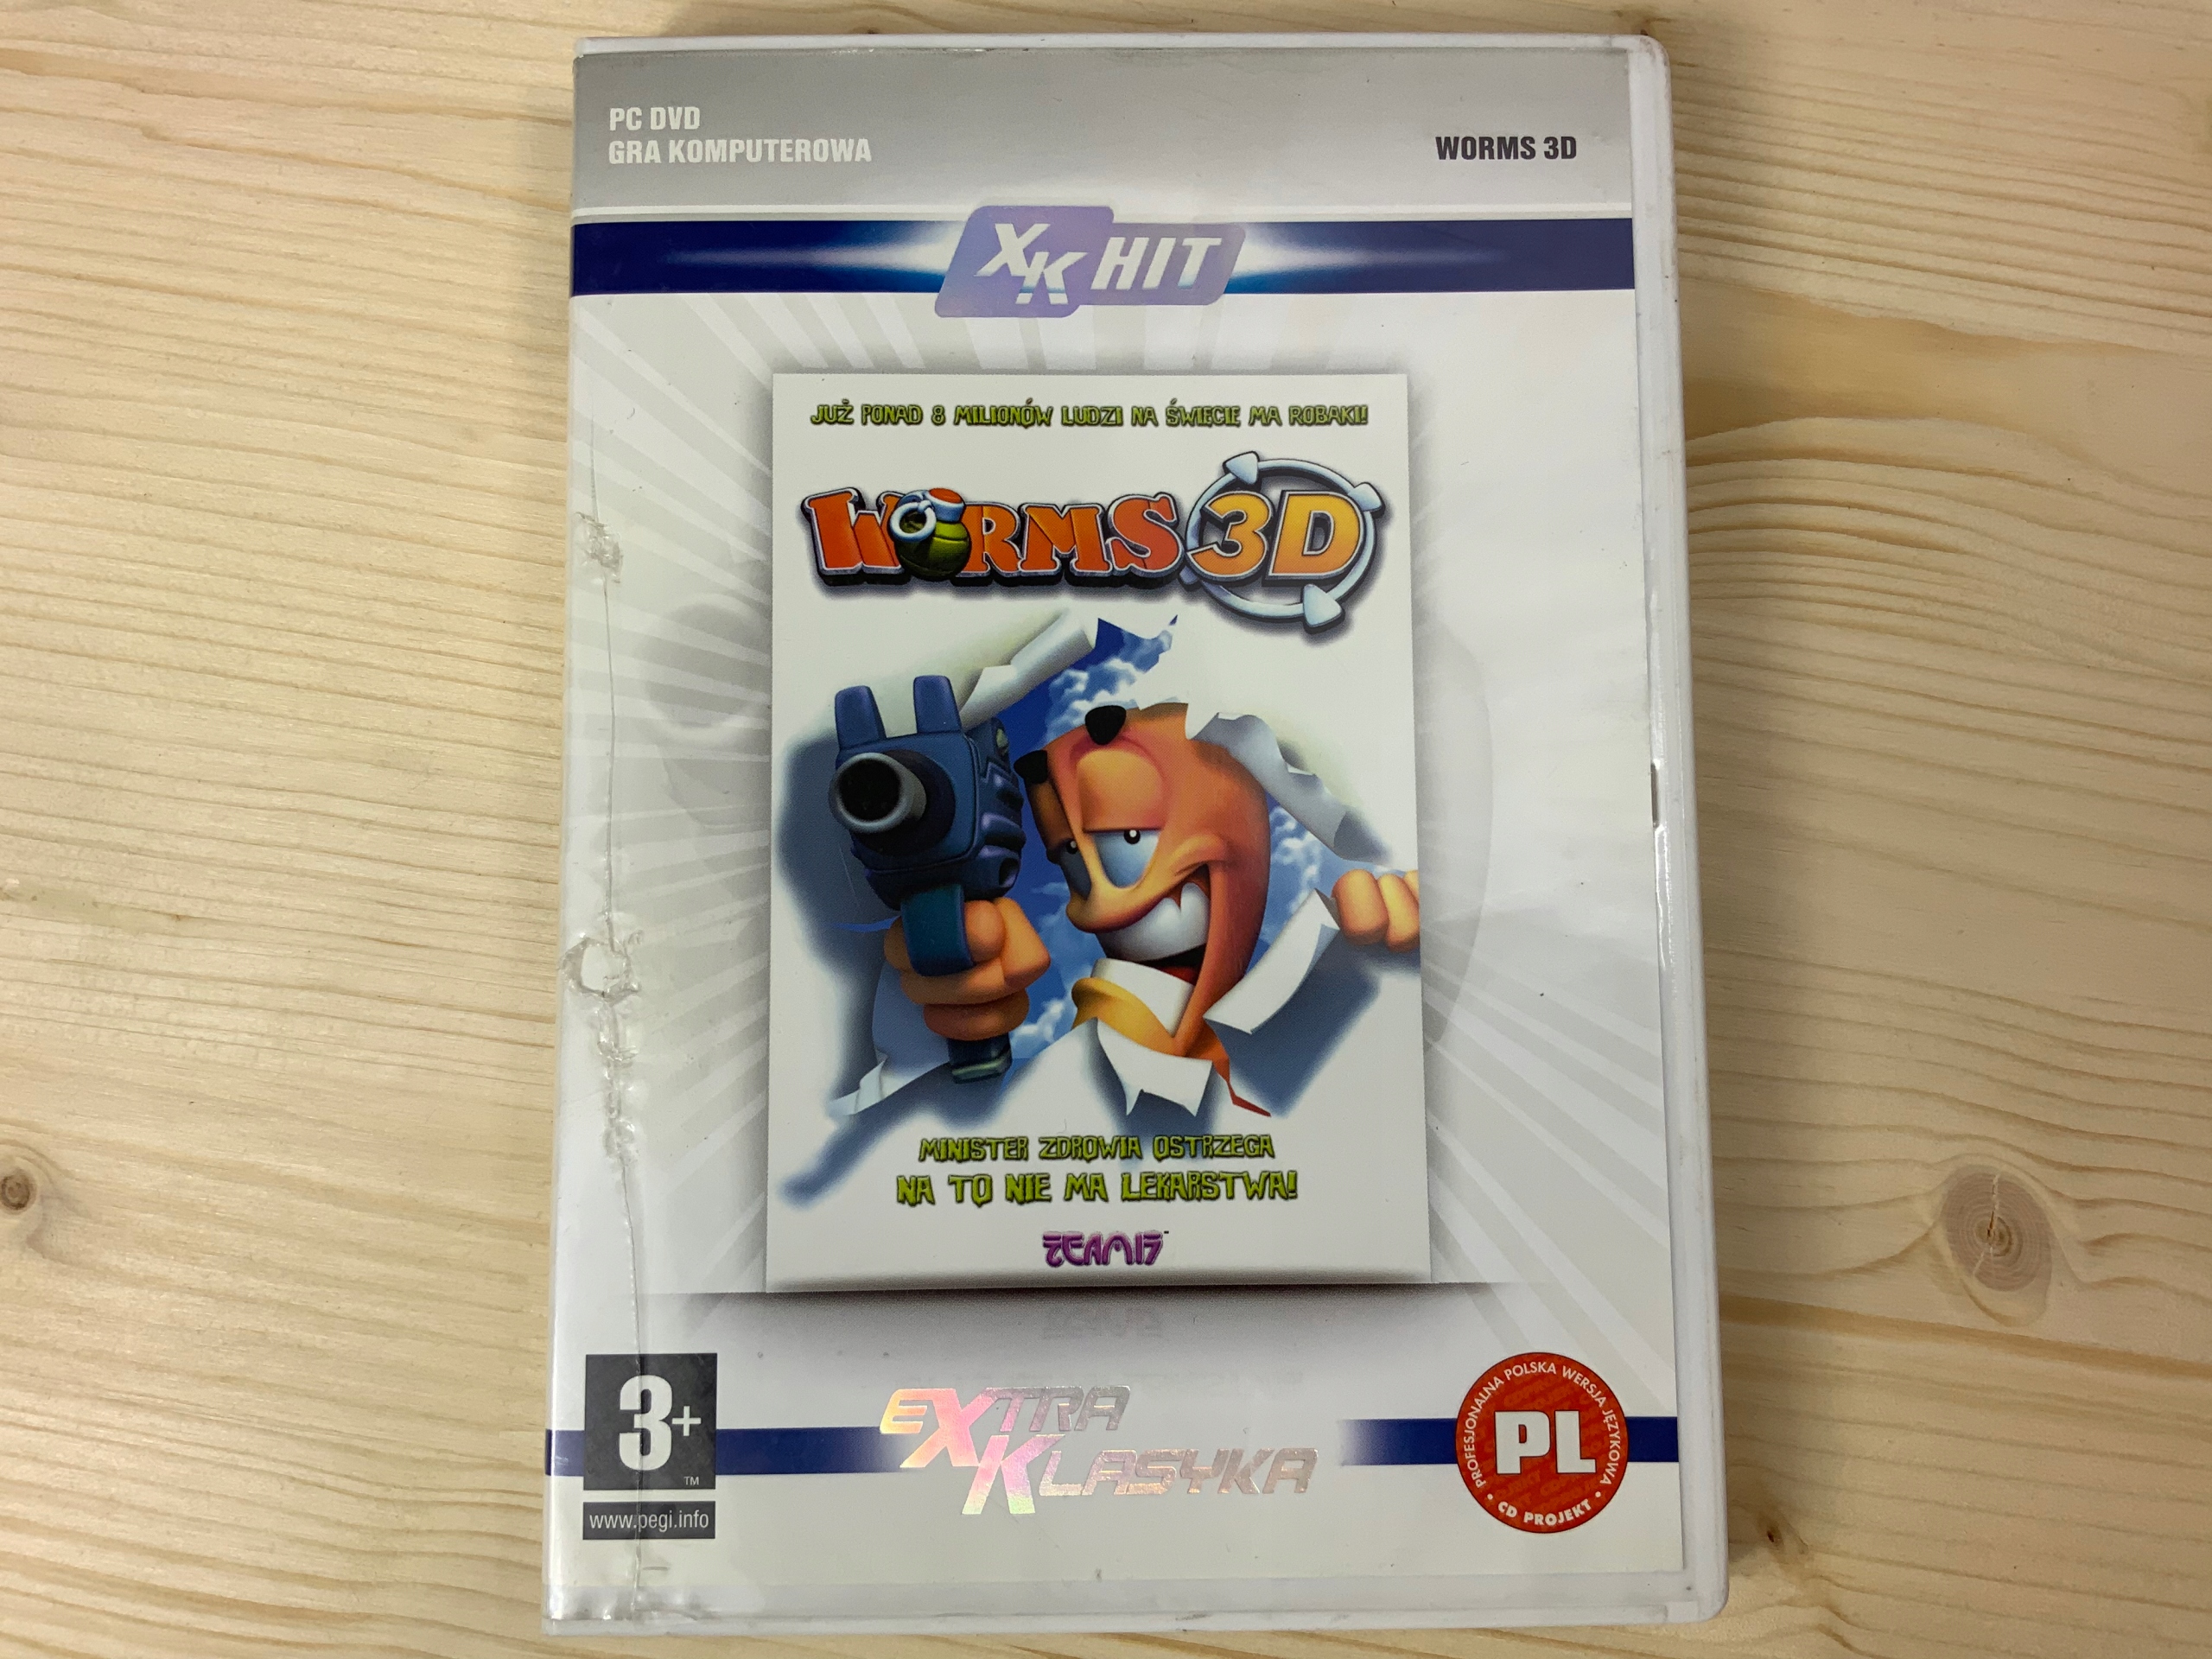 PC DVD
GRA KOMPUTEROWA
WORMS 3D
XK HIT
JUŻ PONAD 8 MILIONÓW LUDZI NA ŚWIECIE MA ROBAKI!
WORMS 3D
MINISTER ZDROWIA OSTRZEGA
NA TO NIE MA LEKARSTWA!
TEAM17™
3+™
www.pegi.info
EXTRA
KLASYKA
PROFESJONALNA POLSKA WERSJA JĘZYKOWA
PL
• CD PROJEKT •